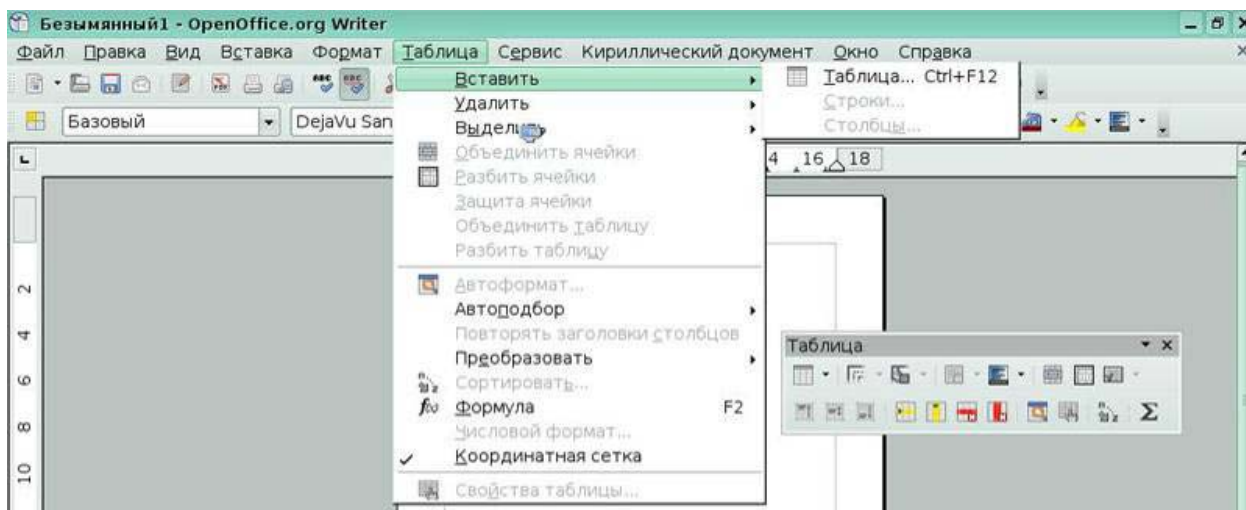 Безымянный1 - OpenOffice.org Writer
Файл Правка Вид Вставка Формат Таблица Сервис Кириллический документ Окно Справка
Базовый DejaVu San
Вставить
Удалить
Выделить
Объединить ячейки
Разбить ячейки
Защита ячейки
Объединить таблицу
Разбить таблицу
Автоформат...
Автоподбор
Повторять заголовки столбцов
Преобразовать
Сортировать...
Формула F2
Числовой формат...
Координатная сетка
Свойства таблицы...
Таблица... Ctrl+F12
Строки...
Столбцы...
4 16 18
2
4
6
8
10
Таблица